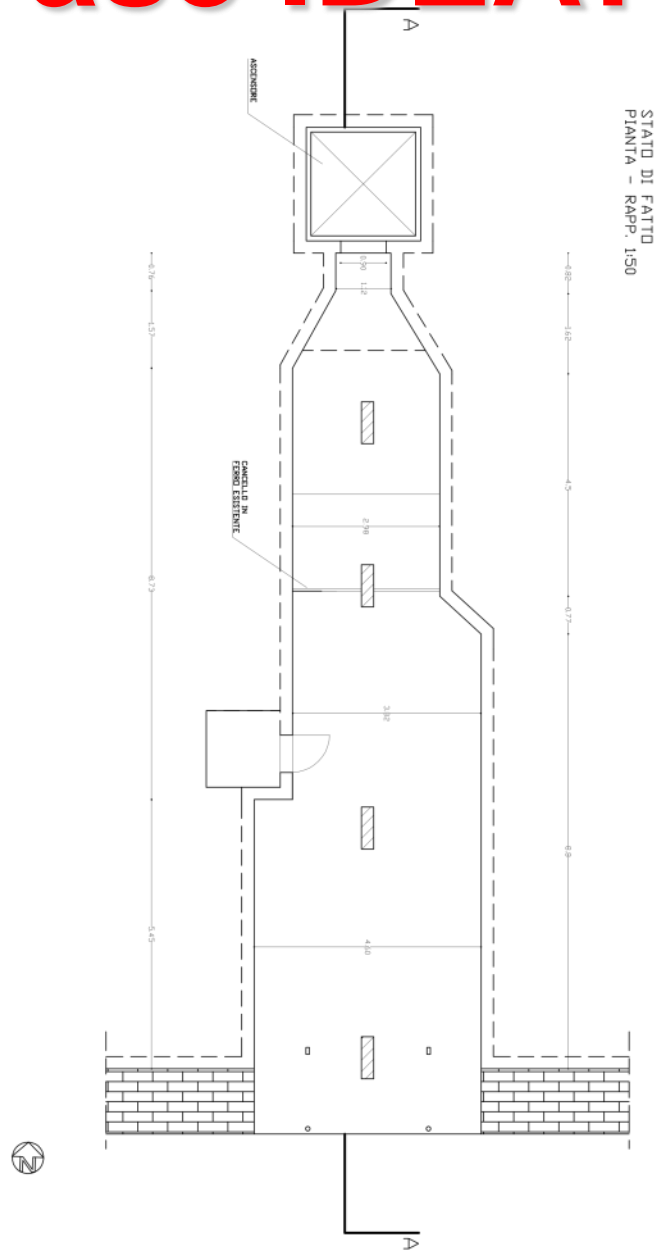 A
STATO DI FATTO
PIANTA - RAPP. 1:50
ASCENSORE
0.90
1.12
0.76
0.82
1.57
1.62
4.5
CANCELLO IN
FERRO ESISTENTE
2.98
8.73
0.77
3.82
8.8
5.45
4.60
N
A